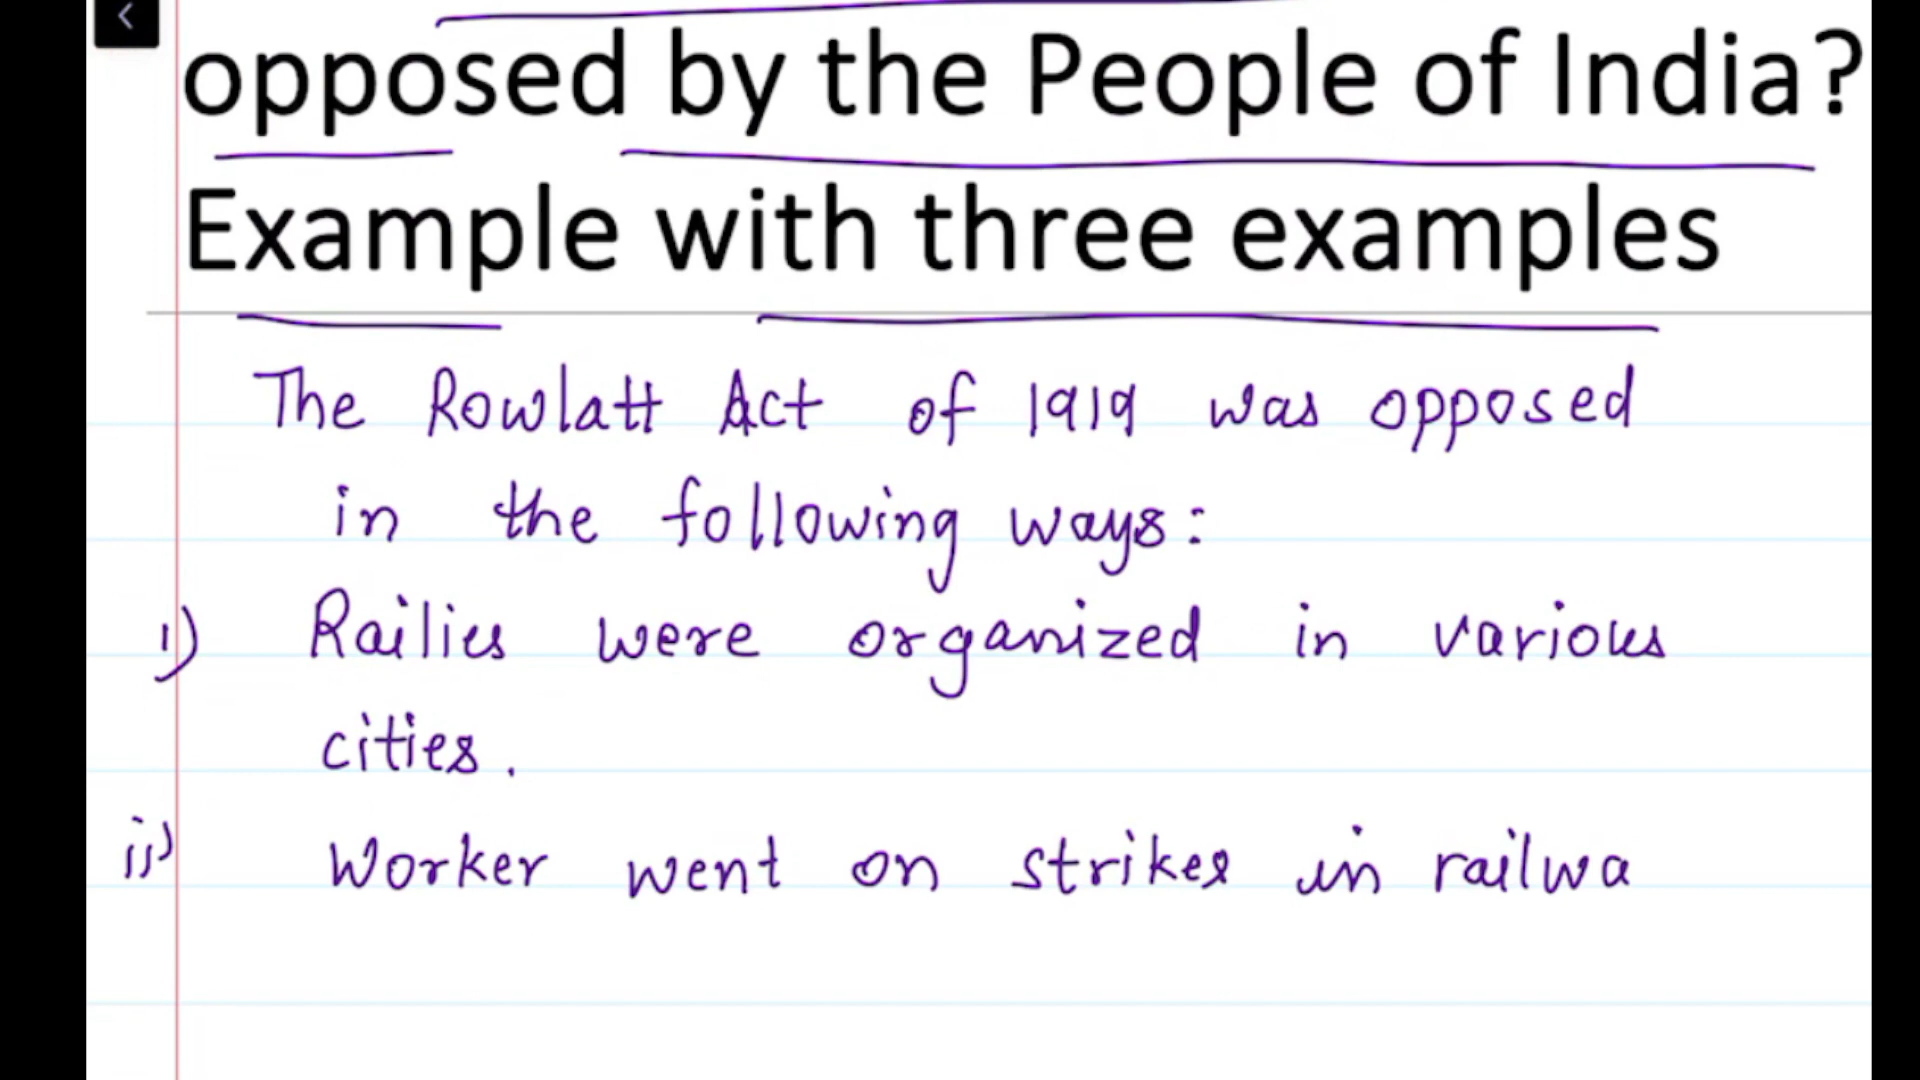 opposed by the People of India?
Example with three examples
The Rowlatt Act of 1919 was opposed
in the following ways:
i) Railies were organized in various
cities.
ii) Worker went on strikes in railwa